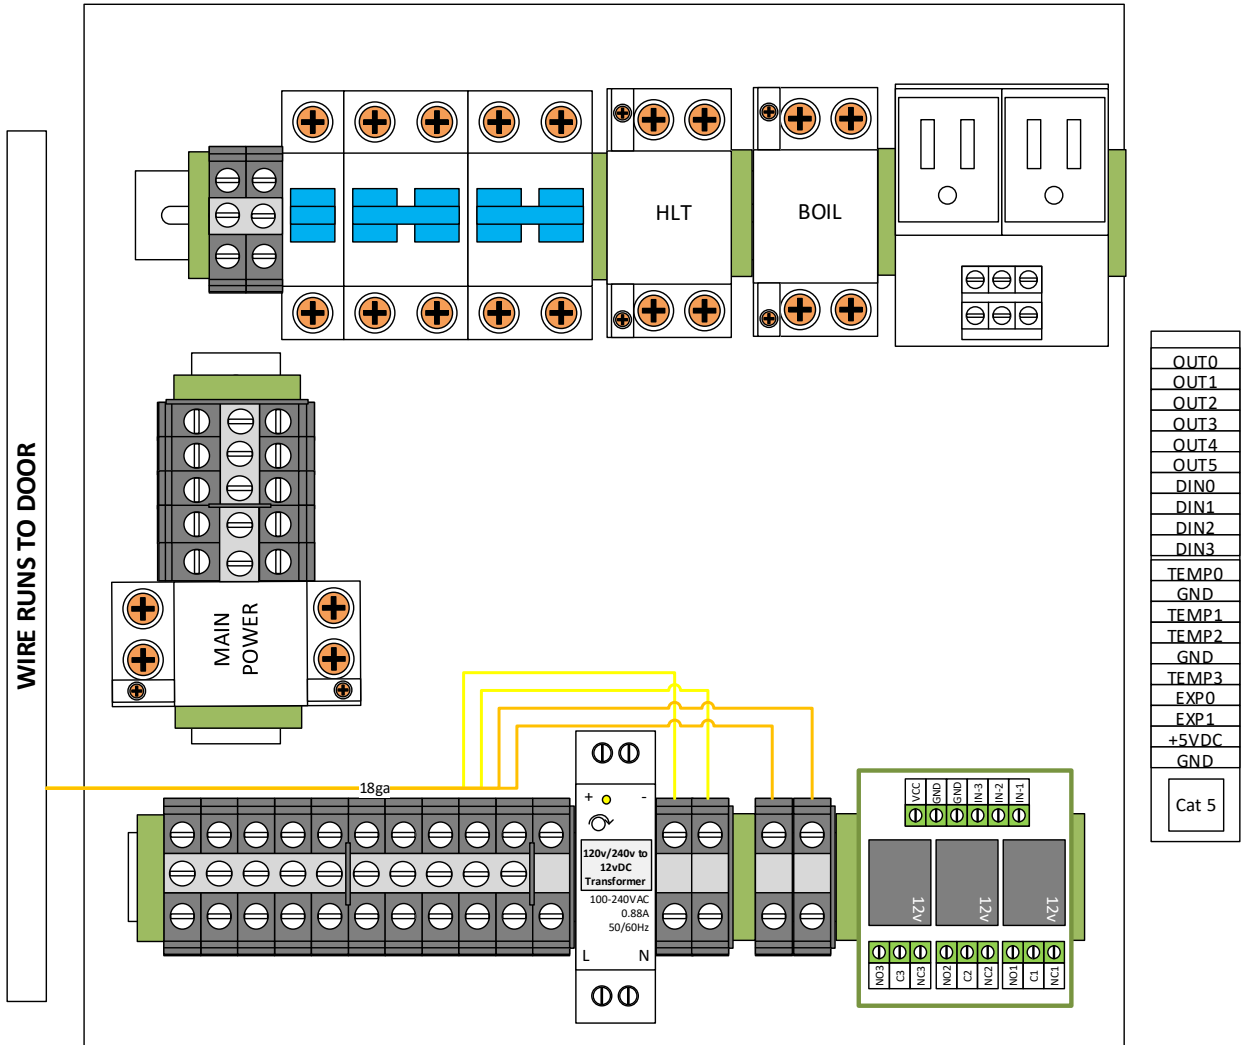 HLT
BOIL
WIRE RUNS TO DOOR
MAIN
POWER
OUT0
OUT1
OUT2
OUT3
OUT4
OUT5
DIN0
DIN1
DIN2
DIN3
TEMP0
GND
TEMP1
TEMP2
GND
TEMP3
EXP0
EXP1
+5VDC
GND
Cat 5
18ga
+ -
120v/240v to
12vDC
Transformer
100-240VAC
0.88A
50/60Hz
L N
VCC GND GND IN-3 IN-2 IN-1
12v 12v 12v
NO3 C3 NC3 NO2 C2 NC2 NO1 C1 NC1